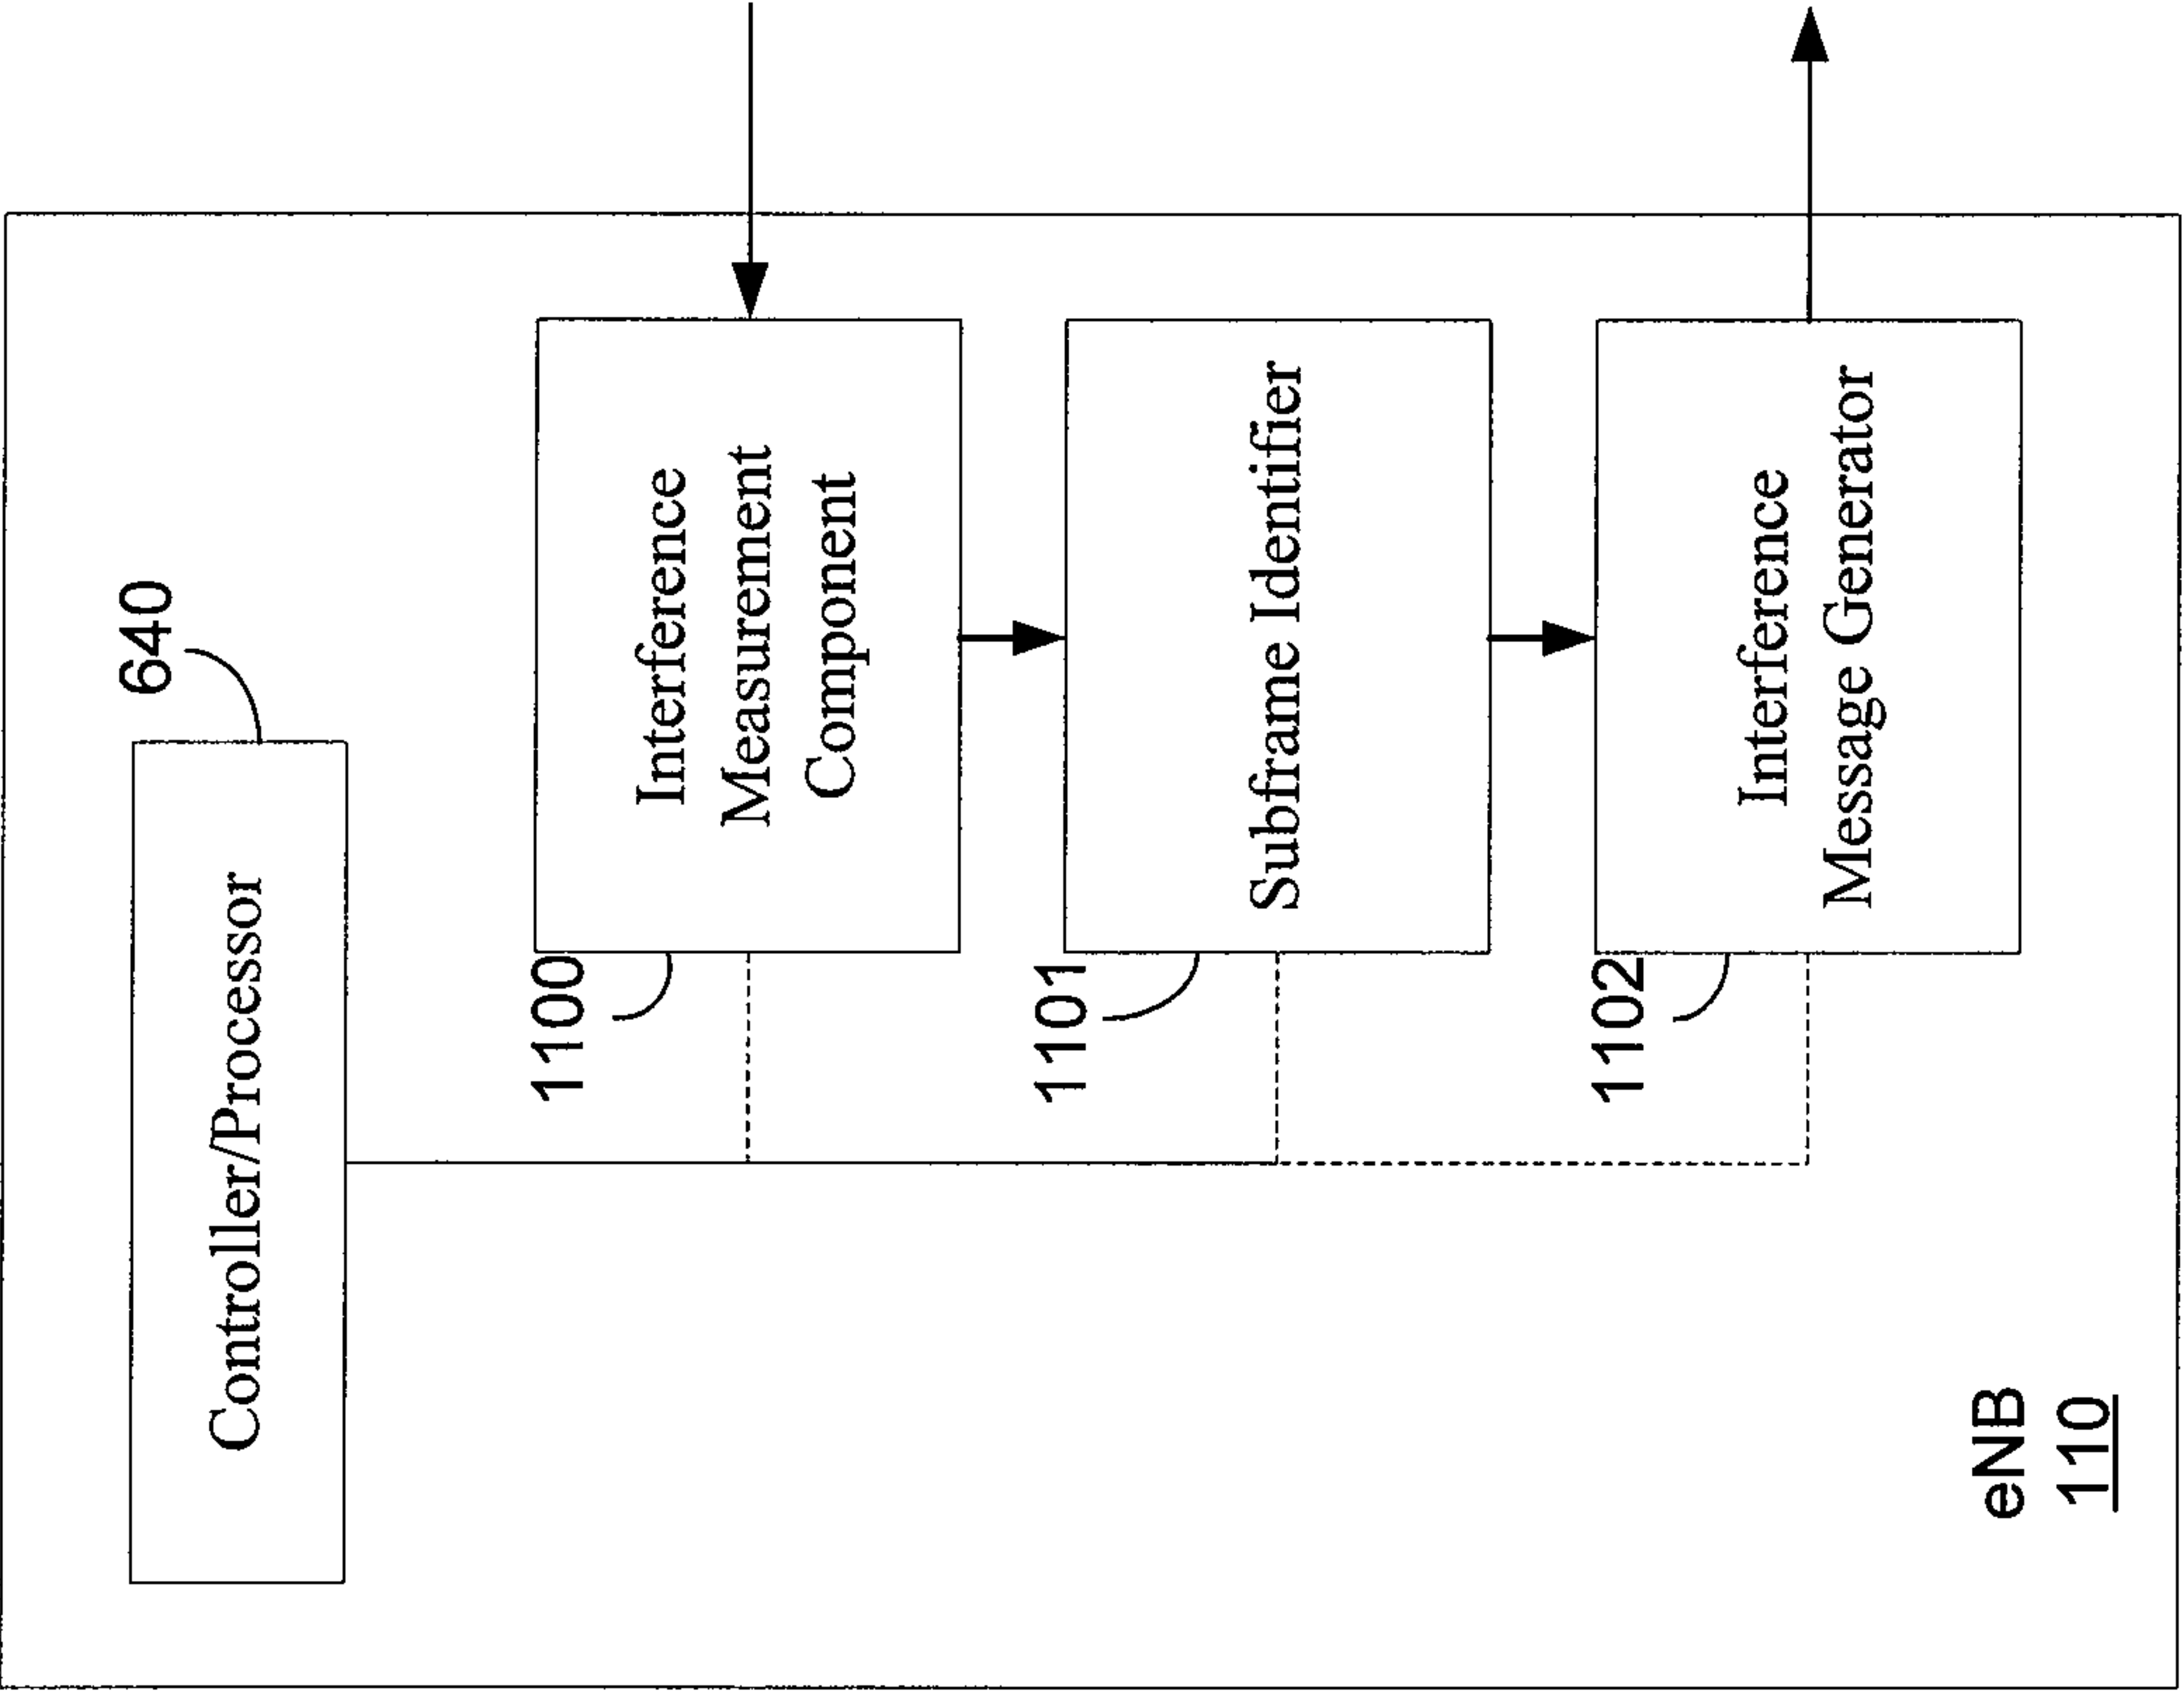 640
Controller/Processor
1100
Interference
Measurement
Component
1101
Subframe Identifier
1102
Interference
Message Generator
eNB
110